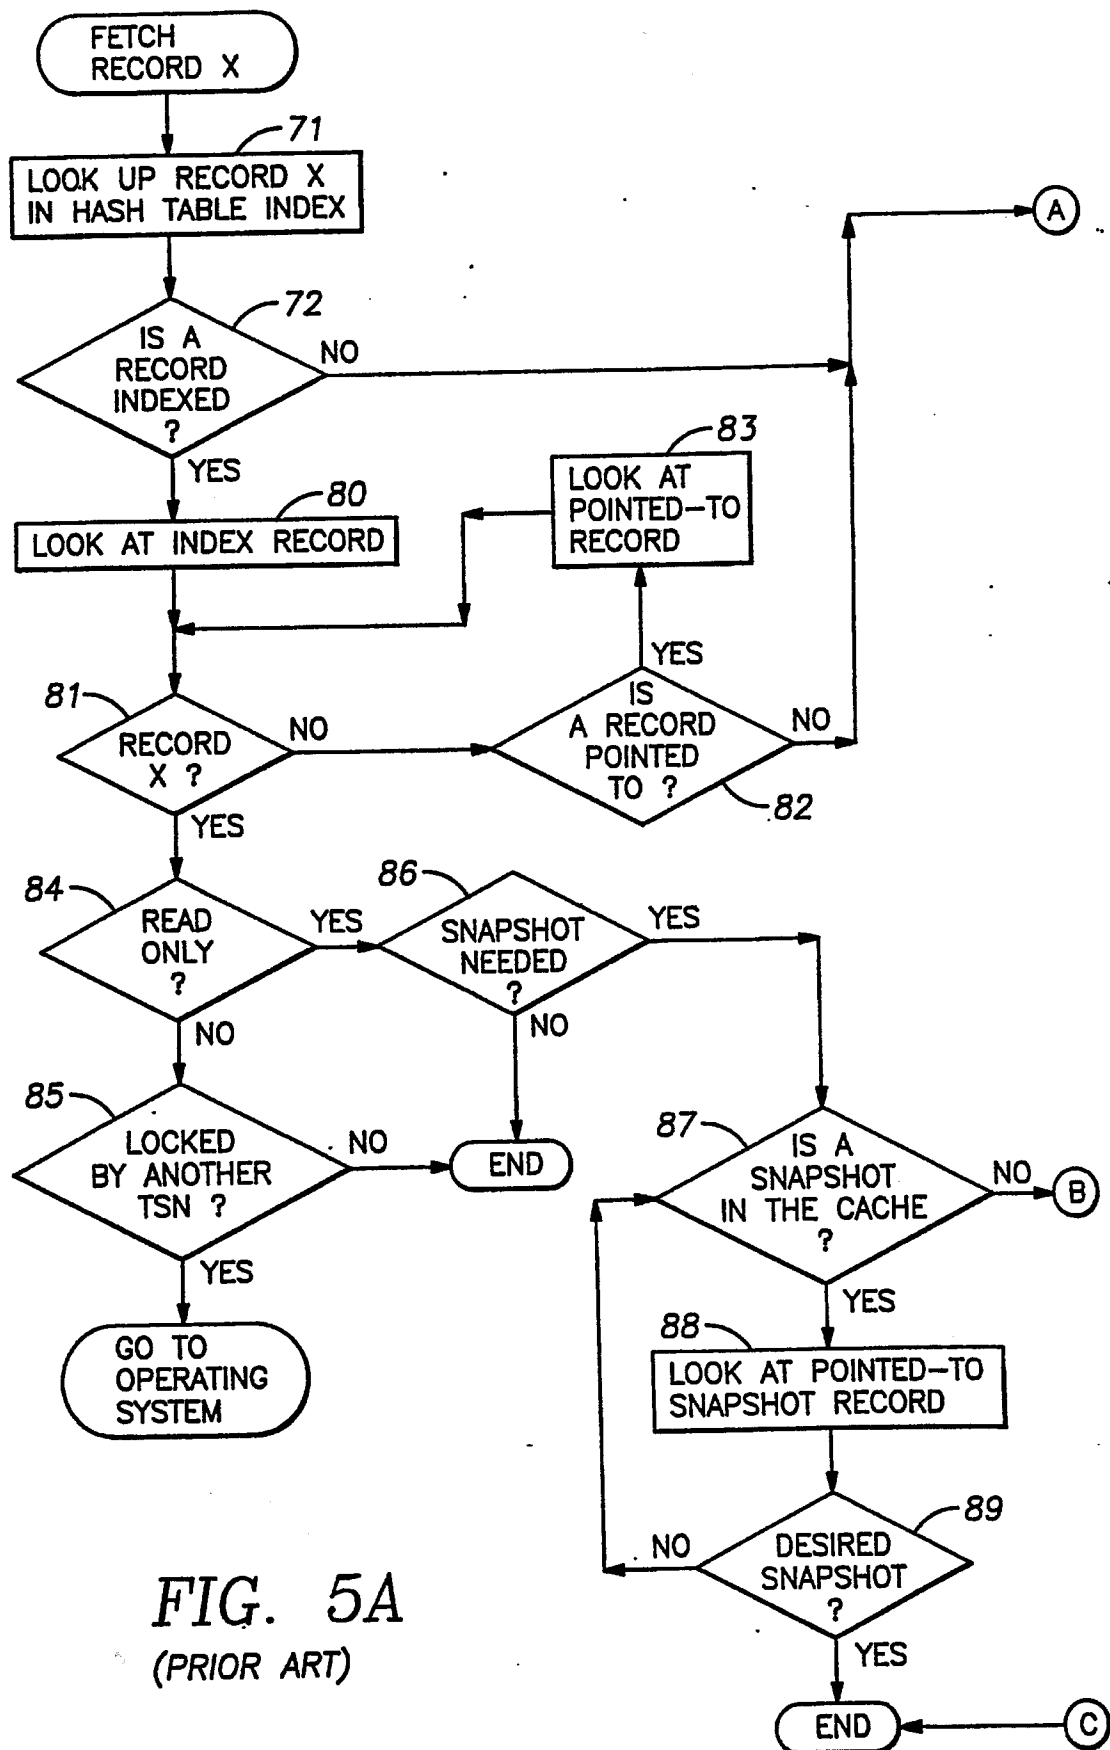 FETCH
RECORD X
71
LOOK UP RECORD X
IN HASH TABLE INDEX
A
72
IS A
RECORD
INDEXED
?
NO
YES
83
LOOK AT
POINTED-TO
RECORD
80
LOOK AT INDEX RECORD
YES
81
RECORD
X ?
NO
IS
A RECORD
POINTED
TO ?
NO
82
YES
84
READ
ONLY
?
YES
86
SNAPSHOT
NEEDED
?
YES
NO
NO
85
LOCKED
BY ANOTHER
TSN ?
NO
END
YES
GO TO
OPERATING
SYSTEM
87
IS A
SNAPSHOT
IN THE CACHE
?
NO
B
YES
88
LOOK AT POINTED-TO
SNAPSHOT RECORD
89
DESIRED
SNAPSHOT
?
NO
YES
END
C
FIG. 5A
(PRIOR ART)